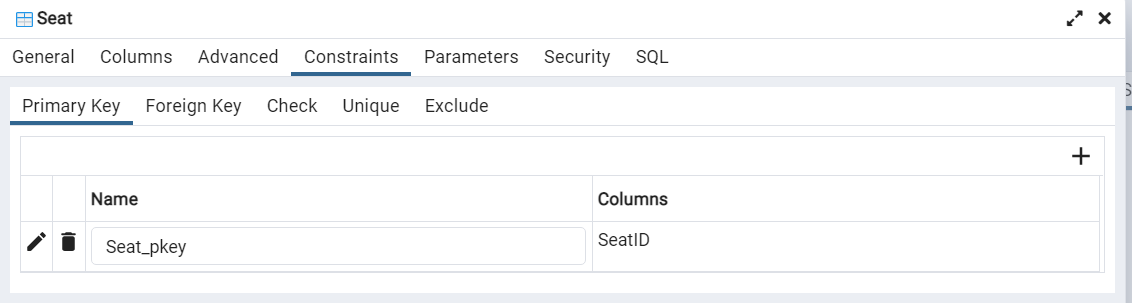 Seat
General Columns Advanced Constraints Parameters Security SQL
Primary Key Foreign Key Check Unique Exclude
Name Columns
Seat_pkey SeatID